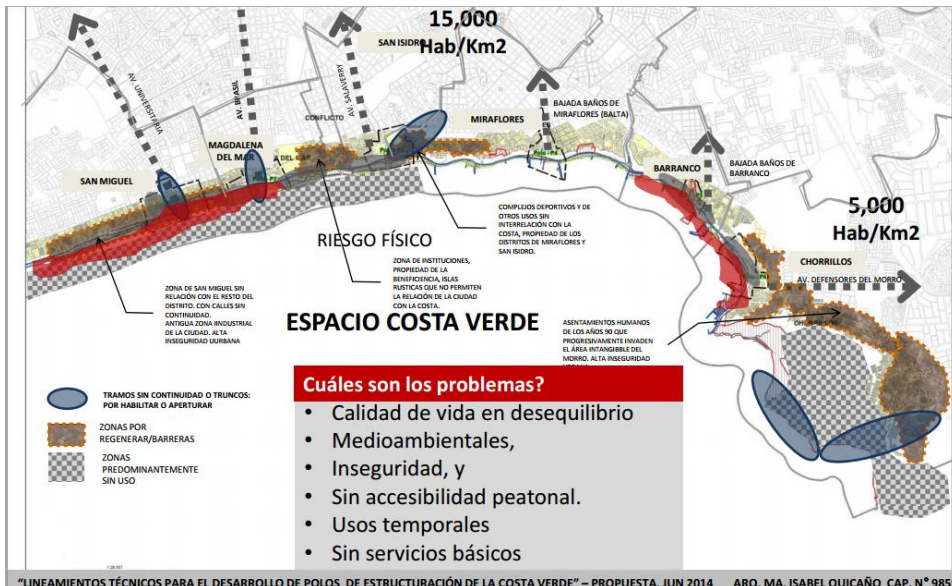 15,000
Hab/Km2
SAN ISIDRO
AV. UNIVERSITARIA
AV. BRASIL
AV. SALAVERRY
CONFLICTO
MIRAFLORES
BAJADA BAÑOS DE
MIRAFLORES (BALTA)
MAGDALENA
DEL MAR
SAN MIGUEL
BARRANCO
BAJADA BAÑOS DE
BARRANCO
5,000
Hab/Km2
CHORRILLOS
AV. DEFENSORES DEL MORRO
RIESGO FÍSICO
COMPLEJOS DEPORTIVOS Y DE
OTROS USOS SIN
INTERRELACIÓN CON LA
COSTA, PROPIEDAD DE LOS
DISTRITOS DE MIRAFLORES Y
SAN ISIDRO.
ZONA DE INSTITUCIONES,
PROPIEDAD DE LA
BENEFICIENCIA, ISLAS
RUSTICAS QUE NO PERMITEN
LA RELACIÓN DE LA CIUDAD
CON LA COSTA.
ZONA DE SAN MIGUEL SIN
RELACIÓN CON EL RESTO DEL
DISTRITO. CON CALLES SIN
CONTINUIDAD.
ANTIGUA ZONA INDUSTRIAL
DE LA CIUDAD. ALTA
INSEGURIDAD UURBANA
ESPACIO COSTA VERDE
ASENTAMIENTOS HUMANOS
DE LOS AÑOS 90 QUE
PROGRESIVAMENTE INVADEN
EL ÁREA INTANGIBLE DEL
MORRO. ALTA INSEGURIDAD
TRAMOS SIN CONTINUIDAD O TRUNCOS:
POR HABILITAR O APERTURAR
ZONAS POR
REGENERAR/BARRERAS
ZONAS
PREDOMINANTEMENTE
SIN USO
Cuáles son los problemas?
• Calidad de vida en desequilibrio
• Medioambientales,
• Inseguridad, y
• Sin accesibilidad peatonal.
• Usos temporales
• Sin servicios básicos
"LINEAMIENTOS TÉCNICOS PARA EL DESARROLLO DE POLOS DE ESTRUCTURACIÓN DE LA COSTA VERDE" – PROPUESTA. JUN 2014 ARQ. MA. ISABEL QUICAÑO CAP. N° 985